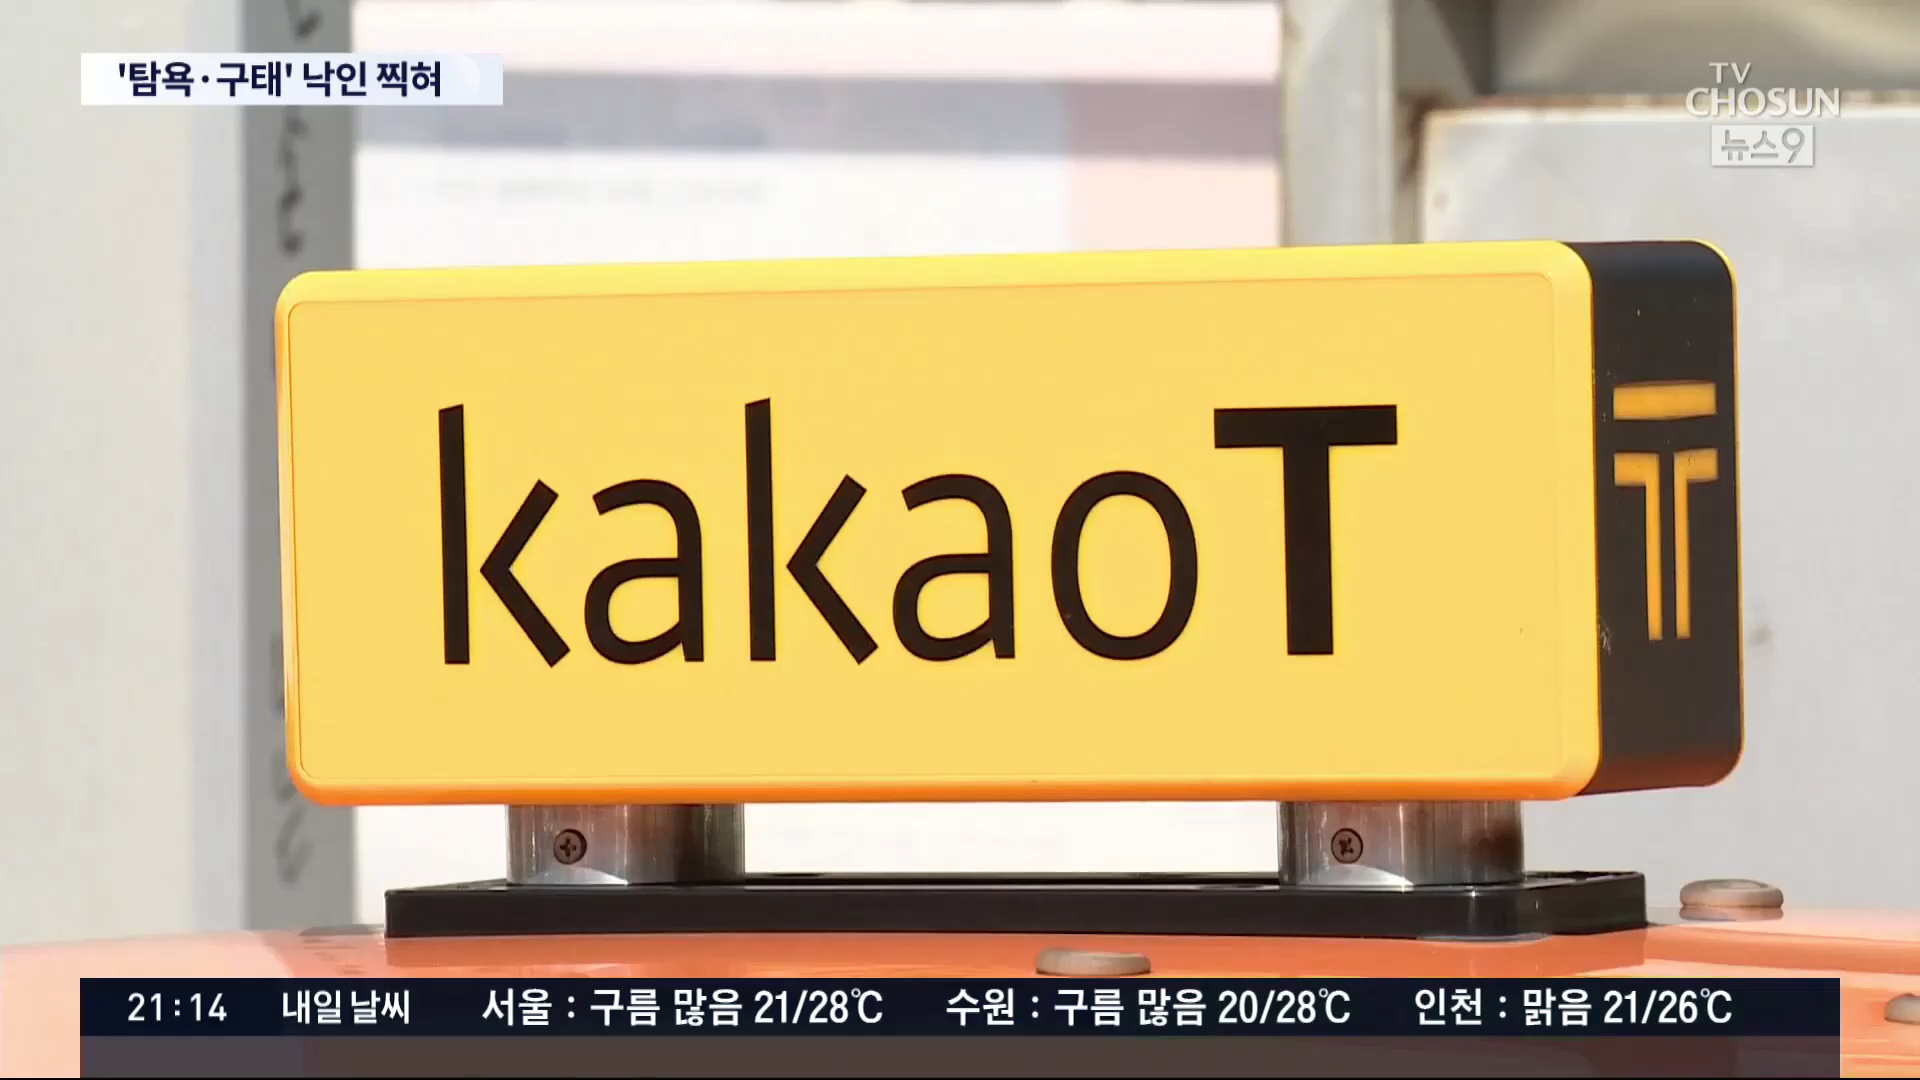 '탐욕·구태' 낙인 찍혀
TV
CHOSUN
뉴스9
kakaoT
T
21:14 내일 날씨 서울 : 구름 많음 21/28℃ 수원 : 구름 많음 20/28℃ 인천 : 맑음 21/26℃